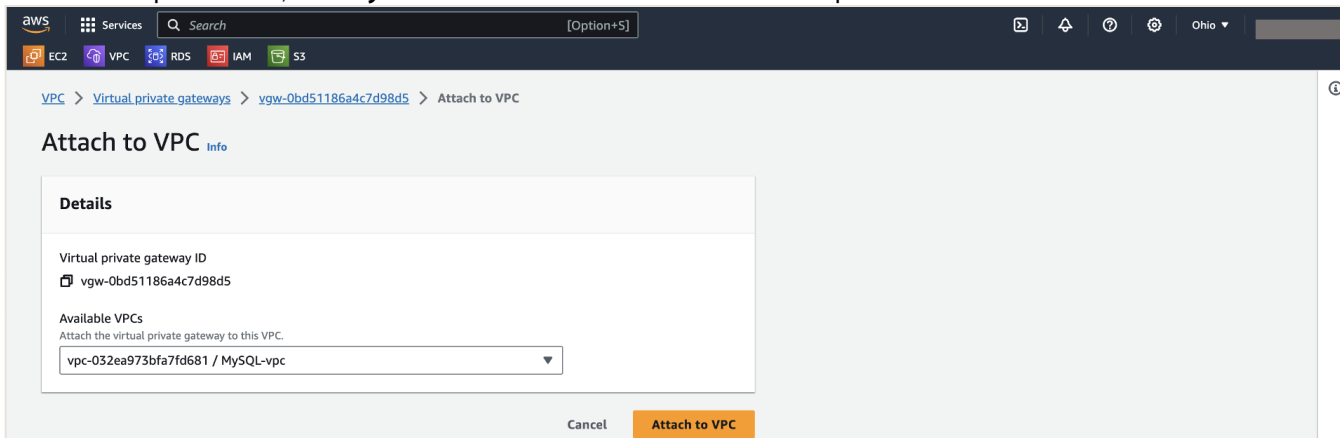 aws Services Search [Option+S] Ohio
EC2 VPC RDS IAM S3
VPC > Virtual private gateways > vgw-0bd51186a4c7d98d5 > Attach to VPC
Attach to VPC Info
Details
Virtual private gateway ID
vgw-0bd51186a4c7d98d5
Available VPCs
Attach the virtual private gateway to this VPC.
vpc-032ea973bfa7fd681 / MySQL-vpc
Cancel Attach to VPC